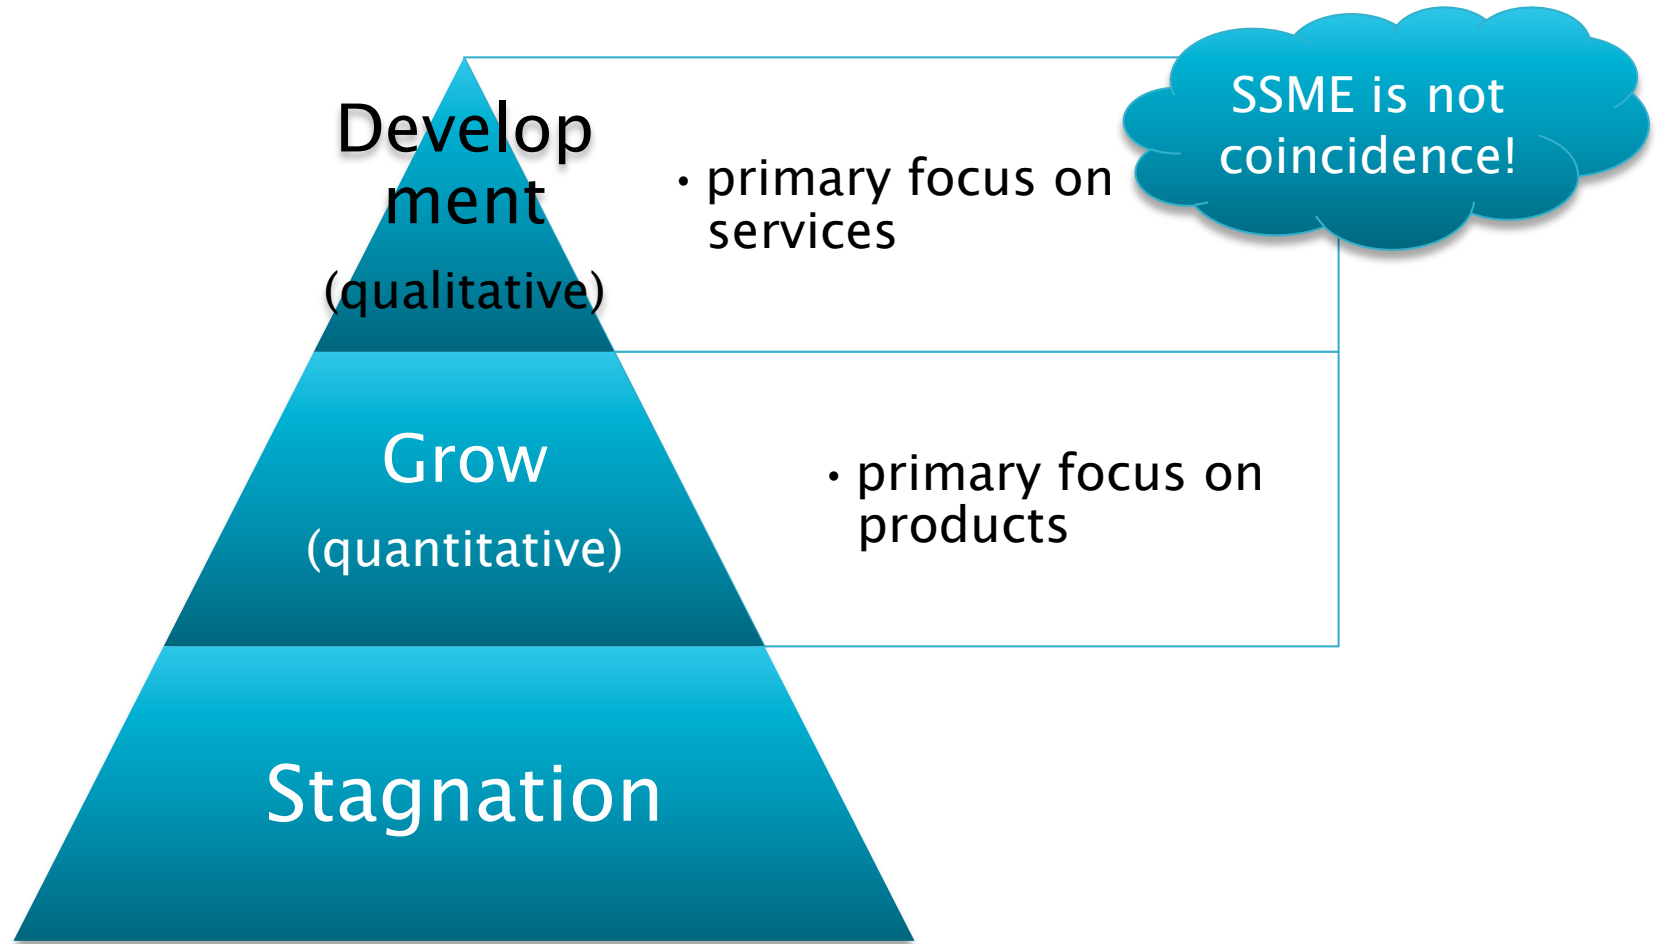 Develop
ment
(qualitative)
• primary focus on
services
SSME is not
coincidence!
Grow
(quantitative)
• primary focus on
products
Stagnation